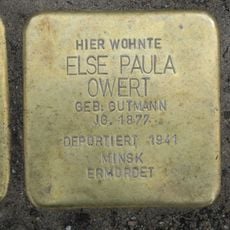 HIER WOHNTE
ELSE PAULA
OWERT
GEB. GUTMANN
JG. 1877
DEPORTIERT 1941
MINSK
ERMORDET